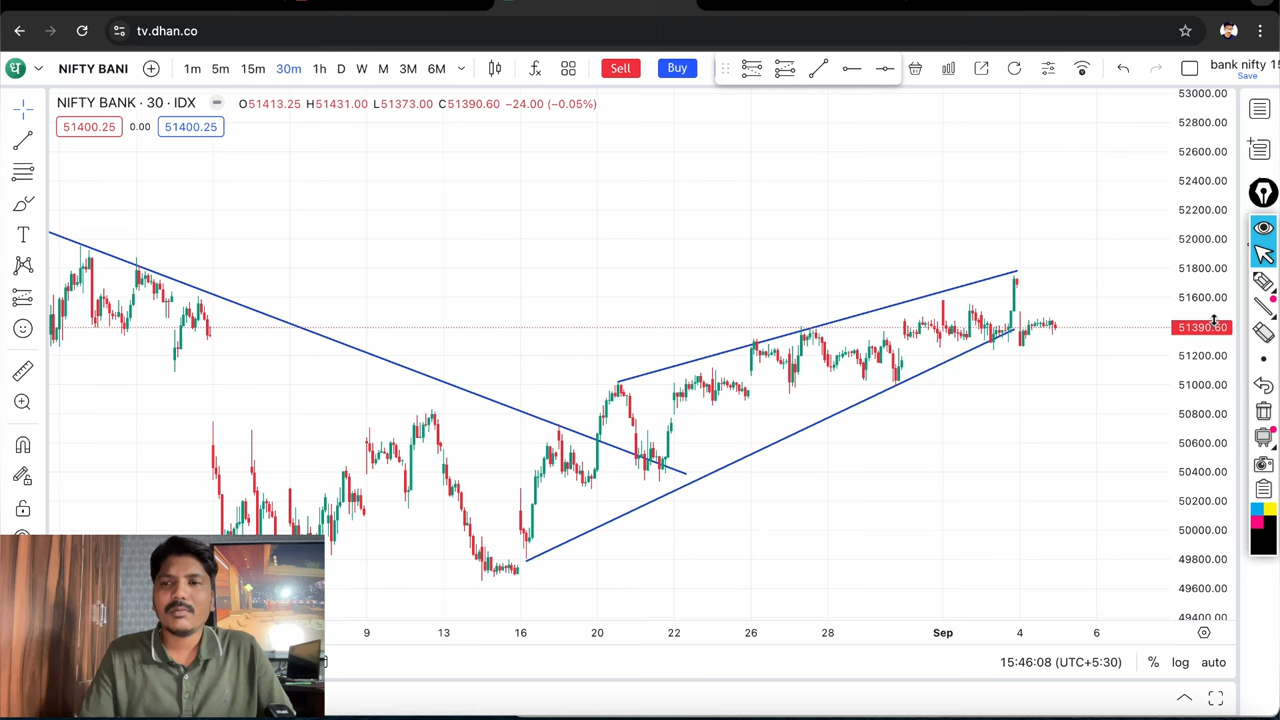 tv.dhan.co
ध NIFTY BANI 1m 5m 15m 30m 1h D W M 3M 6M Sell Buy bank nifty 15
Save
NIFTY BANK · 30 · IDX O51413.25 H51431.00 L51373.00 C51390.60 −24.00 (−0.05%)
51400.25 0.00 51400.25
53000.00
52800.00
52600.00
52400.00
52200.00
52000.00
51800.00
51600.00
51390.60
51200.00
51000.00
50800.00
50600.00
50400.00
50200.00
50000.00
49800.00
49600.00
49400.00
9 13 16 20 22 26 28 Sep 4 6
15:46:08 (UTC+5:30) % log auto